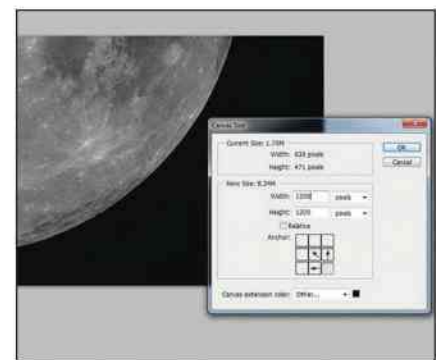 Canvas Size
Current Size: 1.70M
Width: 628 pixels
Height: 471 pixels
OK
Cancel
New Size: 8.24M
Width: 1200 pixels
Height: 1200 pixels
Relative
Anchor:
Canvas extension color: Other...